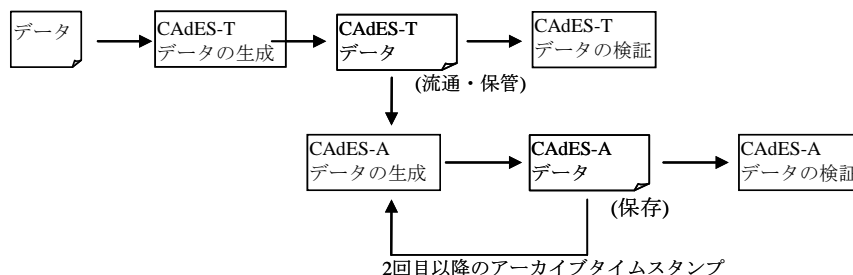 データ
CAdES-T
データの生成
CAdES-T
データ
CAdES-T
データの検証
(流通・保管)
CAdES-A
データの生成
CAdES-A
データ
CAdES-A
データの検証
(保存)
2回目以降のアーカイブタイムスタンプ